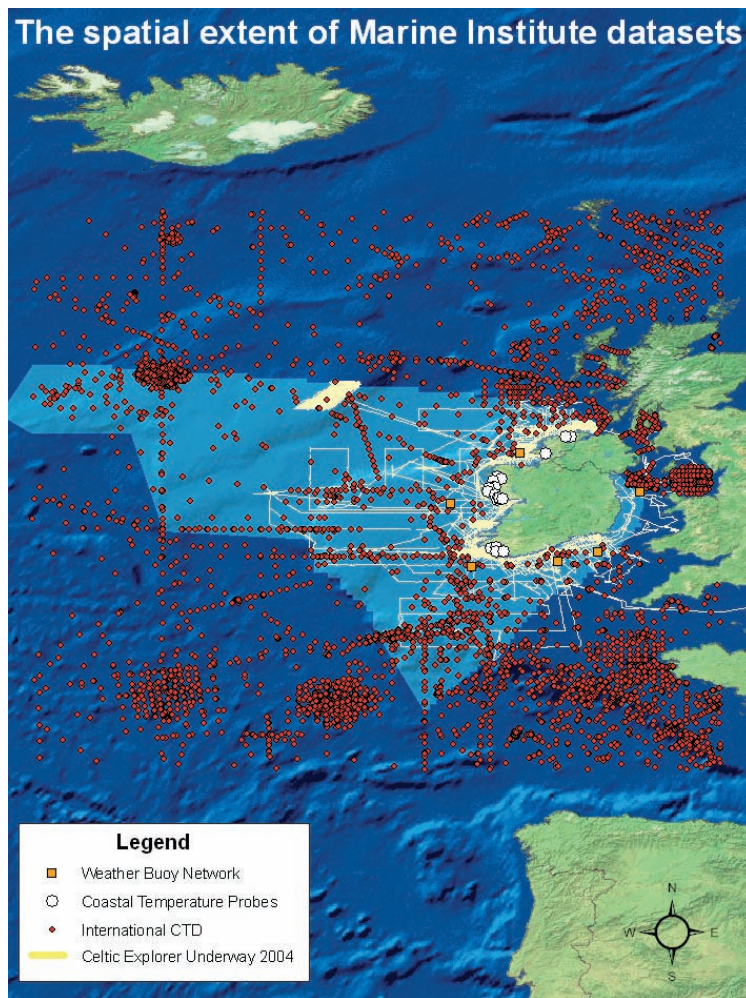 The spatial extent of Marine Institute datasets
Legend
Weather Buoy Network
Coastal Temperature Probes
International CTD
Celtic Explorer Underway 2004
N
W E
S